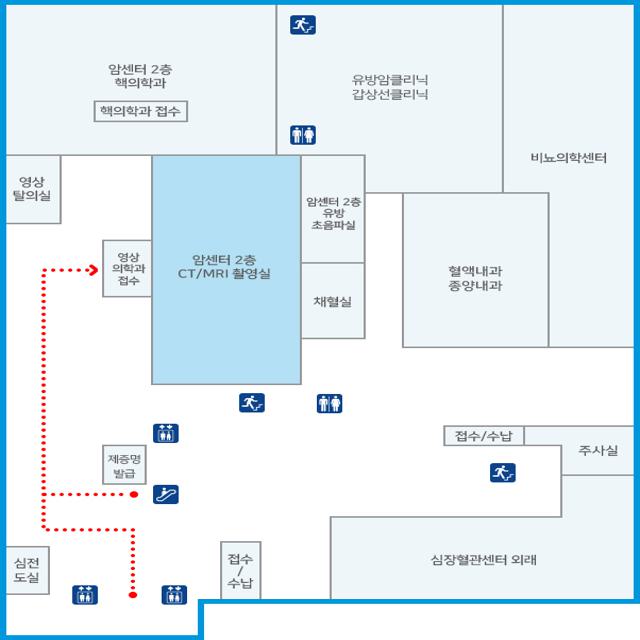 암센터 2층
핵의학과
핵의학과 접수
유방암클리닉
갑상선클리닉
비뇨의학센터
영상
탈의실
암센터 2층
유방
초음파실
영상
의학과
접수
암센터 2층
CT/MRI 촬영실
채혈실
혈액내과
종양내과
접수/수납
주사실
제증명
발급
심전
도실
접수
/
수납
심장혈관센터 외래